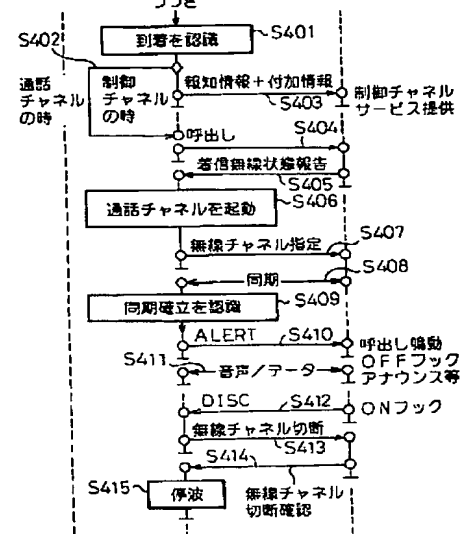 つづき
S402
到着を認識
S401
通話
チャネル
の時
制御
チャネル
の時
報知情報+付加情報
S403
制御チャネル
サービス提供
呼出し
S404
着信無線状態報告
S405
通話チャネルを起動
S406
無線チャネル指定
S407
同期
S408
同期確立を認識
S409
ALERT
S410
呼出し鳴動
S411
音声/データ
OFFフック
アナウンス等
DISC
S412
ONフック
無線チャネル切断
S413
S414
S415
停波
無線チャネル
切断確認